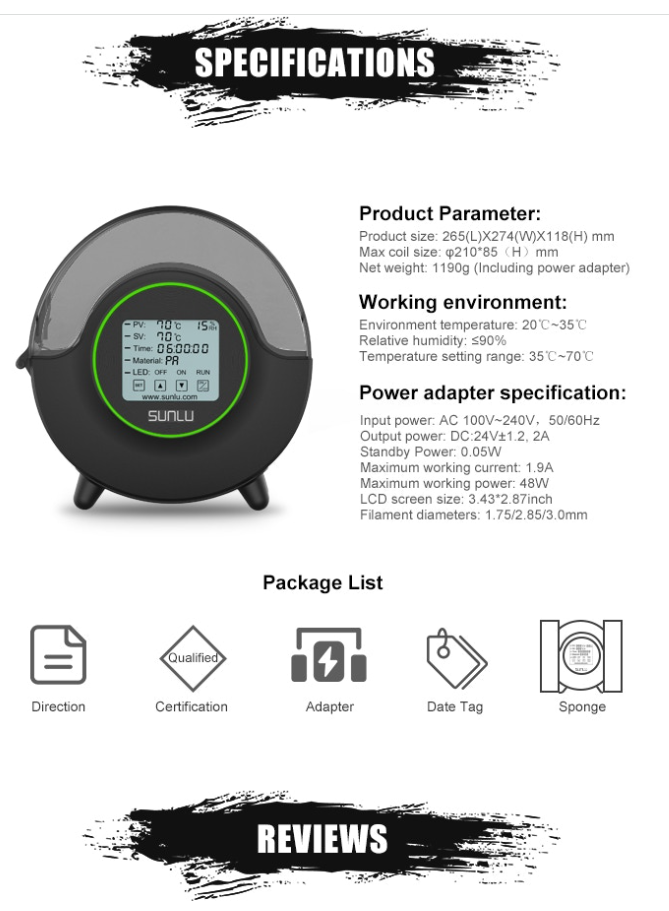 SPECIFICATIONS
Product Parameter:
Product size: 265(L)X274(W)X118(H) mm
Max coil size: φ210*85（H）mm
Net weight: 1190g (Including power adapter)
Working environment:
Environment temperature: 20℃~35℃
Relative humidity: ≤90%
Temperature setting range: 35℃~70℃
Power adapter specification:
Input power: AC 100V~240V，50/60Hz
Output power: DC:24V±1.2, 2A
Standby Power: 0.05W
Maximum working current: 1.9A
Maximum working power: 48W
LCD screen size: 3.43*2.87inch
Filament diameters: 1.75/2.85/3.0mm
PV: 70℃ 15%
SV: 70℃
Time: 06:00:00
Material: PA
LED: OFF ON RUN
SET
www.sunlu.com
SUNLU
Package List
Qualified
SUNLU
Direction
Certification
Adapter
Date Tag
Sponge
REVIEWS